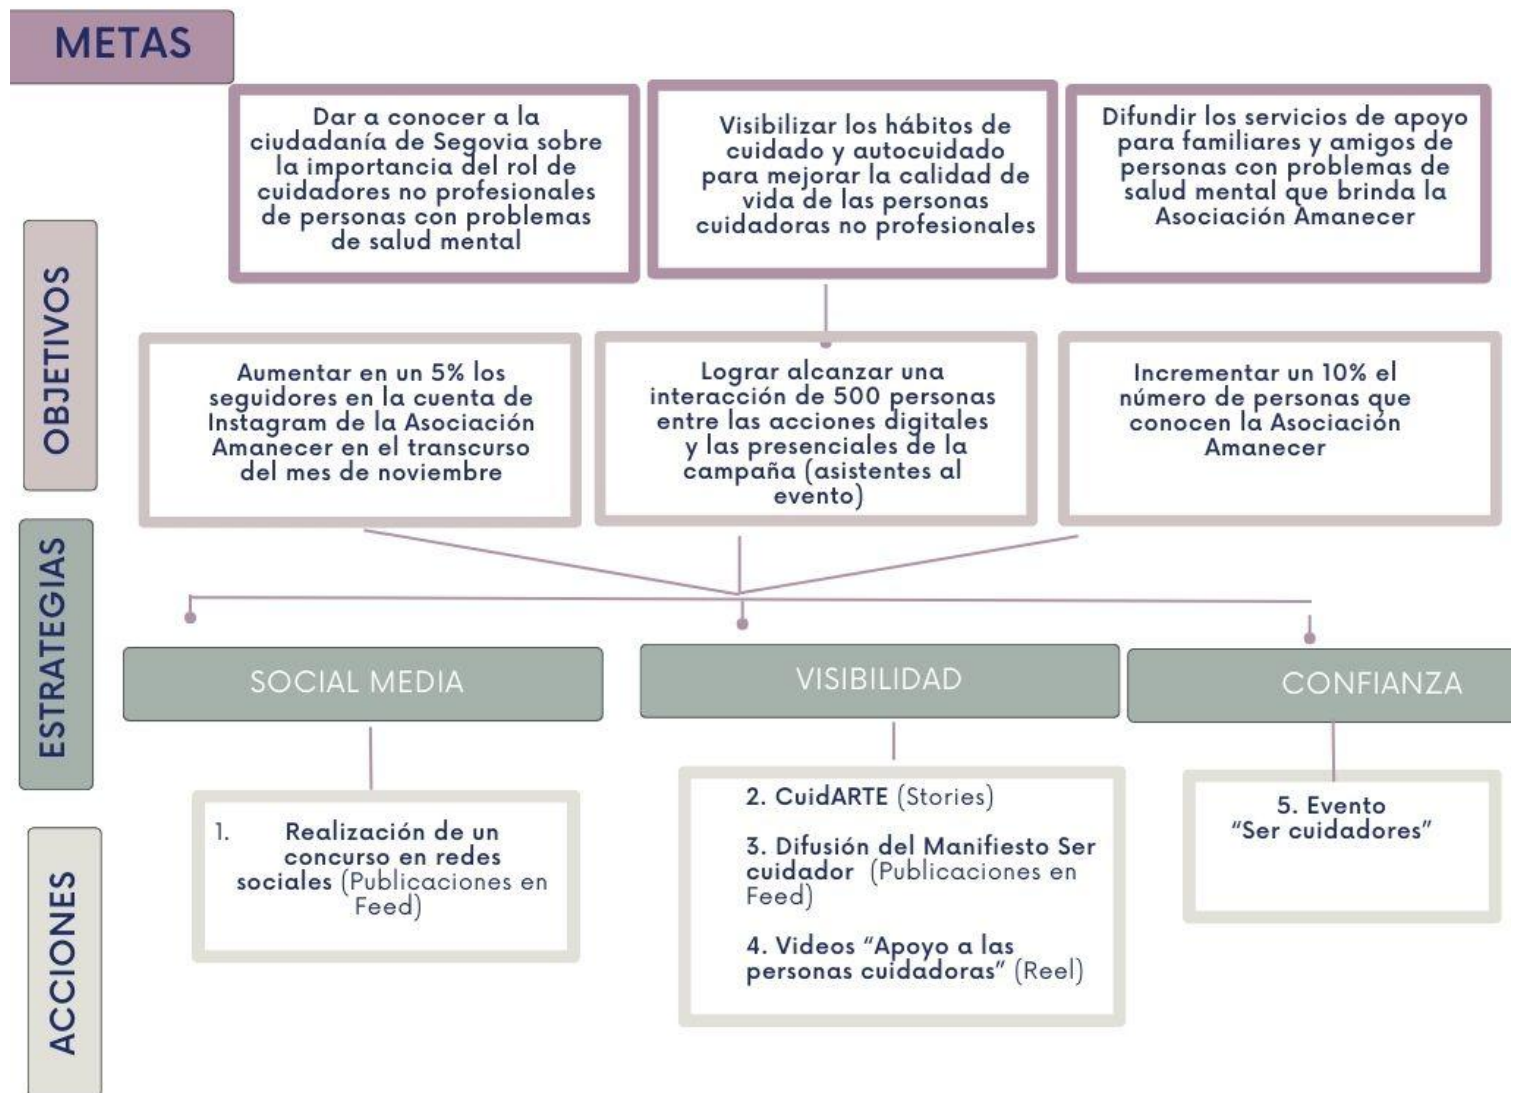 METAS
Dar a conocer a la
ciudadanía de Segovia sobre
la importancia del rol de
cuidadores no profesionales
de personas con problemas
de salud mental
Visibilizar los hábitos de
cuidado y autocuidado
para mejorar la calidad de
vida de las personas
cuidadoras no profesionales
Difundir los servicios de apoyo
para familiares y amigos de
personas con problemas de
salud mental que brinda la
Asociación Amanecer
OBJETIVOS
Aumentar en un 5% los
seguidores en la cuenta de
Instagram de la Asociación
Amanecer en el transcurso
del mes de noviembre
Lograr alcanzar una
interacción de 500 personas
entre las acciones digitales
y las presenciales de la
campaña (asistentes al
evento)
Incrementar un 10% el
número de personas que
conocen la Asociación
Amanecer
ESTRATEGIAS
SOCIAL MEDIA
VISIBILIDAD
CONFIANZA
ACCIONES
1. Realización de un
concurso en redes
sociales (Publicaciones en
Feed)
2. CuidARTE (Stories)
3. Difusión del Manifiesto Ser
cuidador (Publicaciones en
Feed)
4. Videos “Apoyo a las
personas cuidadoras” (Reel)
5. Evento
“Ser cuidadores”